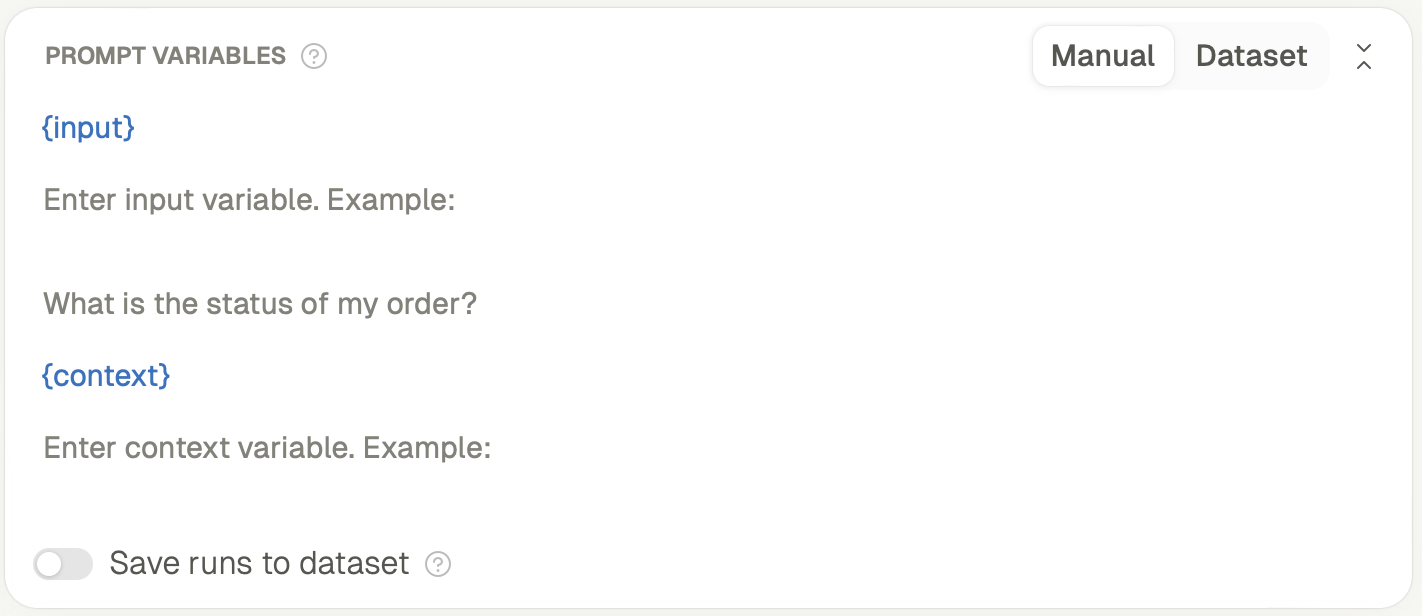 PROMPT VARIABLES ? Manual Dataset
{input}
Enter input variable. Example:
What is the status of my order?
{context}
Enter context variable. Example:
Save runs to dataset ?